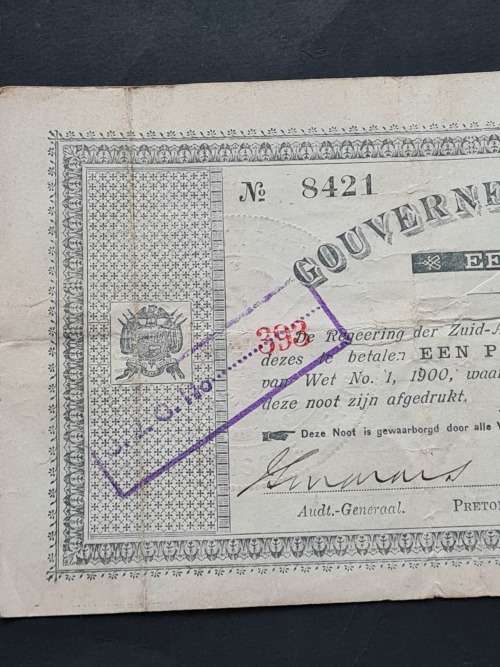 № 8421
GOUVERNE
EE
De Regeering der Zuid-A
dezes te betalen EEN P
van Wet No. 1, 1900, waa
deze noot zijn afgedrukt.
Deze Noot is gewaarborgd door alle V
Audt.-Generaal.
PRETO
C. No. 393